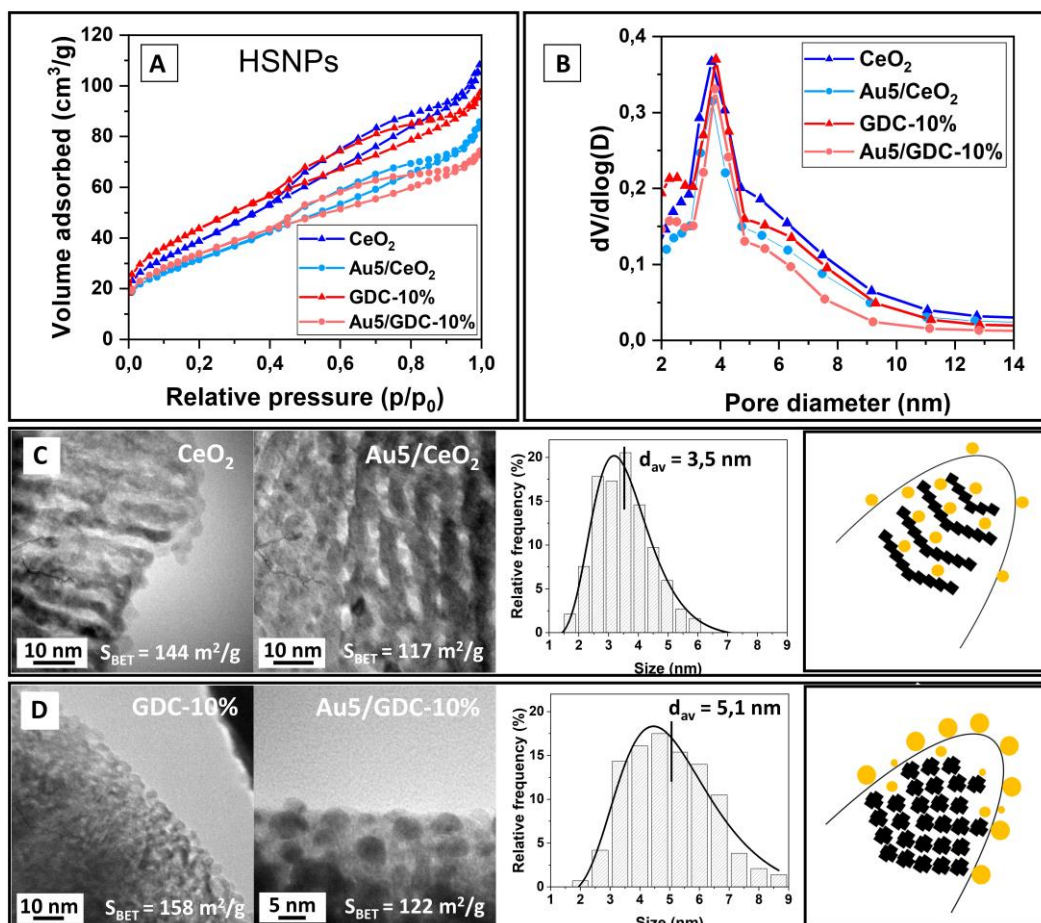 A
HSNPs
Volume adsorbed (cm³/g)
120
100
80
60
40
20
0
0,0 0,2 0,4 0,6 0,8 1,0
Relative pressure (p/p₀)
CeO₂
Au5/CeO₂
GDC-10%
Au5/GDC-10%
B
dV/dlog(D)
0,4
0,3
0,2
0,1
0,0
2 4 6 8 10 12 14
Pore diameter (nm)
CeO₂
Au5/CeO₂
GDC-10%
Au5/GDC-10%
C
CeO₂
10 nm
S_BET = 144 m²/g
Au5/CeO₂
10 nm
S_BET = 117 m²/g
Relative frequency (%)
20
15
10
5
0
1 2 3 4 5 6 7 8 9
Size (nm)
d_av = 3,5 nm
D
GDC-10%
10 nm
S_BET = 158 m²/g
Au5/GDC-10%
5 nm
S_BET = 122 m²/g
Relative frequency (%)
20
15
10
5
0
1 2 3 4 5 6 7 8 9
Size (nm)
d_av = 5,1 nm